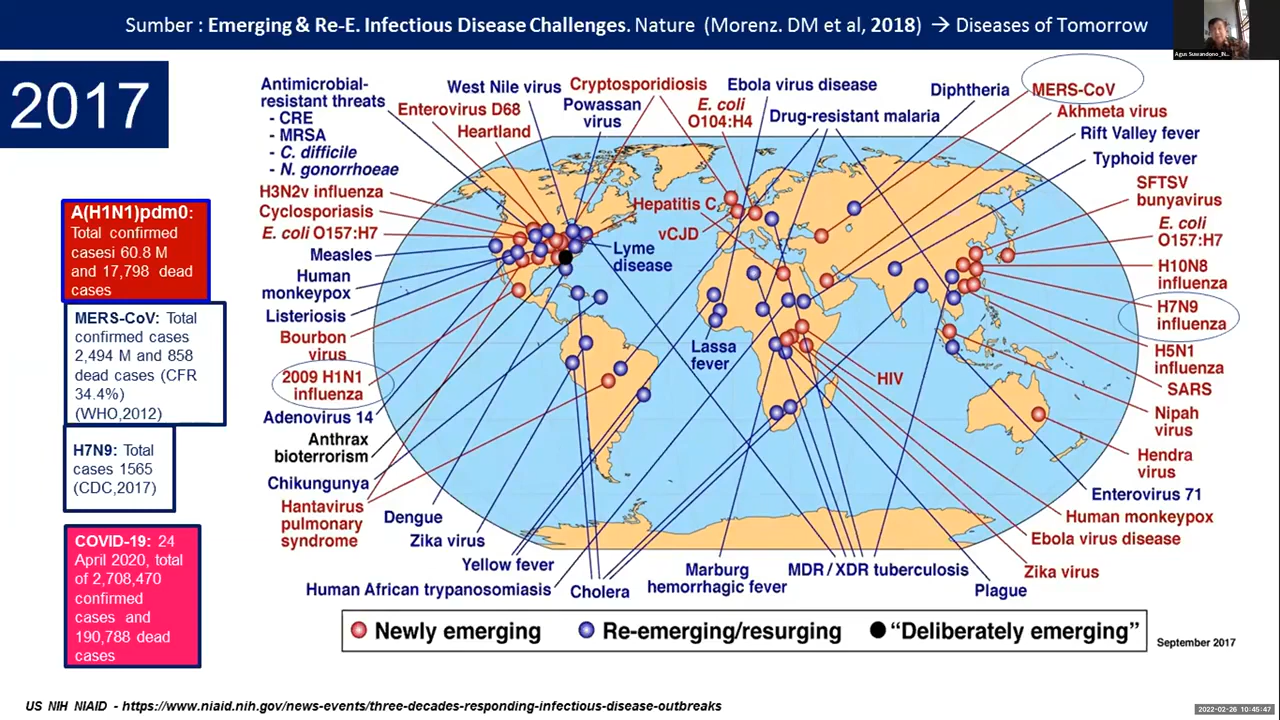 Sumber : Emerging & Re-E. Infectious Disease Challenges. Nature (Morenz. DM et al, 2018) → Diseases of Tomorrow
Agus Suwandono_IN...
2017
A(H1N1)pdm0:
Total confirmed
casesi 60.8 M
and 17,798 dead
cases
MERS-CoV: Total
confirmed cases
2,494 M and 858
dead cases (CFR
34.4%)
(WHO,2012)
H7N9: Total
cases 1565
(CDC,2017)
COVID-19: 24
April 2020, total
of 2,708,470
confirmed
cases and
190,788 dead
cases
Antimicrobial-
resistant threats
- CRE
- MRSA
- C. difficile
- N. gonorrhoeae
H3N2v influenza
Cyclosporiasis
E. coli O157:H7
Measles
Human
monkeypox
Listeriosis
Bourbon
virus
2009 H1N1
influenza
Adenovirus 14
Anthrax
bioterrorism
Chikungunya
Hantavirus
pulmonary
syndrome
West Nile virus
Enterovirus D68
Heartland
Cryptosporidiosis
Powassan
virus
E. coli
O104:H4
Ebola virus disease
Drug-resistant malaria
Diphtheria
MERS-CoV
Akhmeta virus
Rift Valley fever
Typhoid fever
SFTSV
bunyavirus
E. coli
O157:H7
H10N8
influenza
H7N9
influenza
H5N1
influenza
SARS
Nipah
virus
Hendra
virus
Enterovirus 71
Human monkeypox
Ebola virus disease
Zika virus
Plague
Hepatitis C
vCJD
Lyme
disease
Lassa
fever
HIV
Dengue
Zika virus
Yellow fever
Human African trypanosomiasis
Cholera
Marburg
hemorrhagic fever
MDR/XDR tuberculosis
Newly emerging
Re-emerging/resurging
“Deliberately emerging”
September 2017
US NIH NIAID - https://www.niaid.nih.gov/news-events/three-decades-responding-infectious-disease-outbreaks
2022-02-26 10:45:47